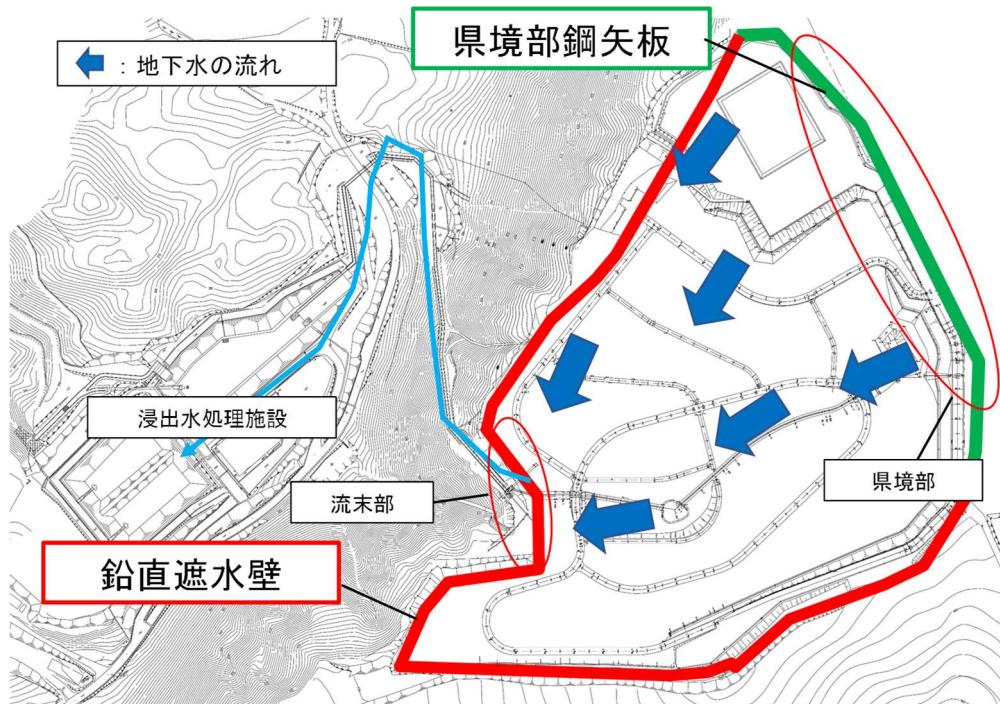 県境部鋼矢板
：地下水の流れ
浸出水処理施設
流末部
県境部
鉛直遮水壁